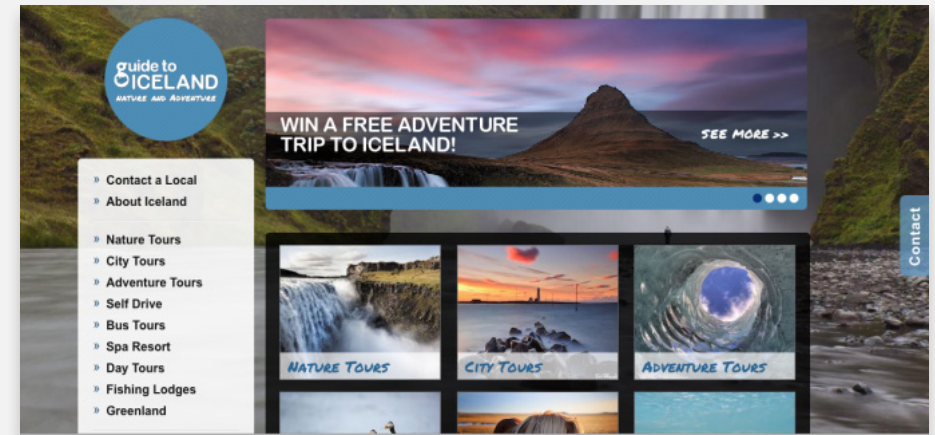 guide to
ICELAND
NATURE AND ADVENTURE
WIN A FREE ADVENTURE
TRIP TO ICELAND!
SEE MORE >>
» Contact a Local
» About Iceland
» Nature Tours
» City Tours
» Adventure Tours
» Self Drive
» Bus Tours
» Spa Resort
» Day Tours
» Fishing Lodges
» Greenland
NATURE TOURS
CITY TOURS
ADVENTURE TOURS
Contact